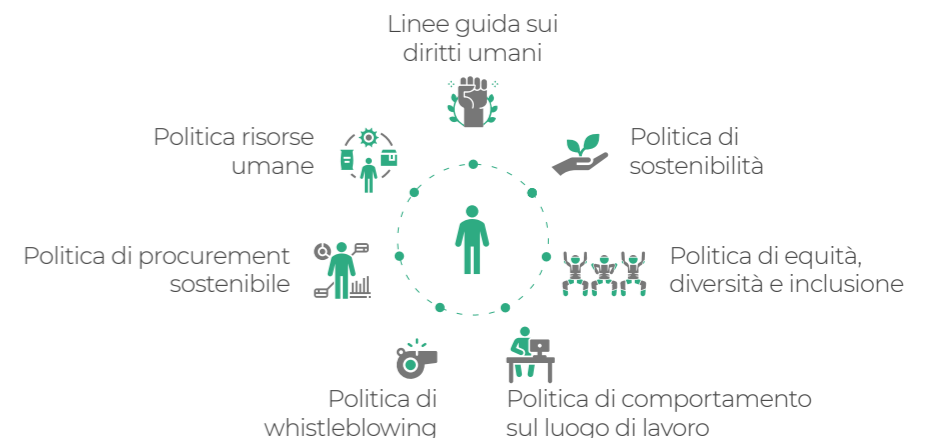 Linee guida sui
diritti umani
Politica risorse
umane
Politica di
sostenibilità
Politica di procurement
sostenibile
Politica di equità,
diversità e inclusione
Politica di
whistleblowing
Politica di comportamento
sul luogo di lavoro